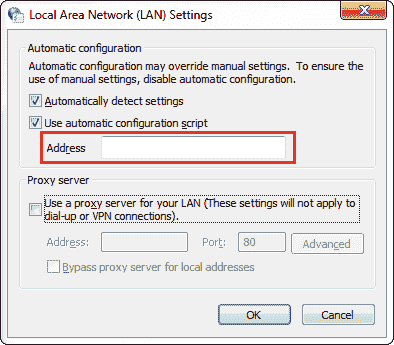 Local Area Network (LAN) Settings
Automatic configuration
Automatic configuration may override manual settings. To ensure the
use of manual settings, disable automatic configuration.
Automatically detect settings
Use automatic configuration script
Address
Proxy server
Use a proxy server for your LAN (These settings will not apply to
dial-up or VPN connections).
Address: Port: 80 Advanced
Bypass proxy server for local addresses
OK Cancel